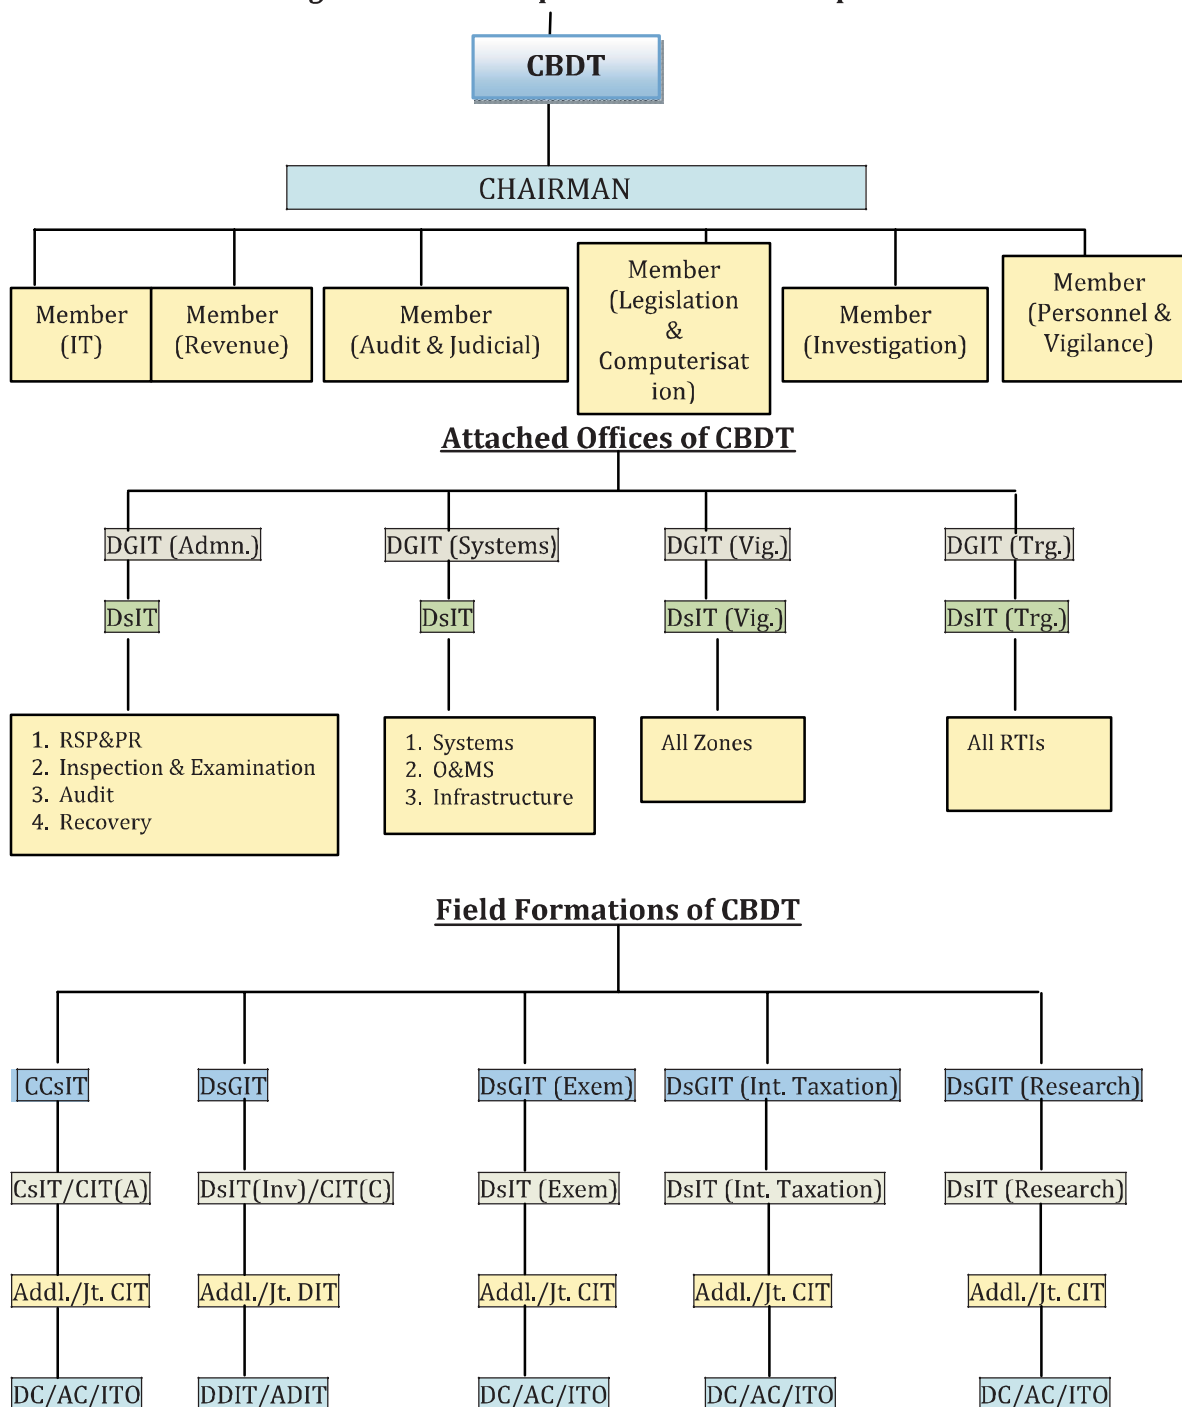 CBDT
CHAIRMAN
Member
(IT)
Member
(Revenue)
Member
(Audit & Judicial)
Member
(Legislation
&
Computerisat
ion)
Member
(Investigation)
Member
(Personnel &
Vigilance)
Attached Offices of CBDT
DGIT (Admn.)
DGIT (Systems)
DGIT (Vig.)
DGIT (Trg.)
DsIT
DsIT
DsIT (Vig.)
DsIT (Trg.)
1. RSP&PR
2. Inspection & Examination
3. Audit
4. Recovery
1. Systems
2. O&MS
3. Infrastructure
All Zones
All RTIs
Field Formations of CBDT
CCsIT
DsGIT
DsGIT (Exem)
DsGIT (Int. Taxation)
DsGIT (Research)
CsIT/CIT(A)
DsIT(Inv)/CIT(C)
DsIT (Exem)
DsIT (Int. Taxation)
DsIT (Research)
Addl./Jt. CIT
Addl./Jt. DIT
Addl./Jt. CIT
Addl./Jt. CIT
Addl./Jt. CIT
DC/AC/ITO
DDIT/ADIT
DC/AC/ITO
DC/AC/ITO
DC/AC/ITO